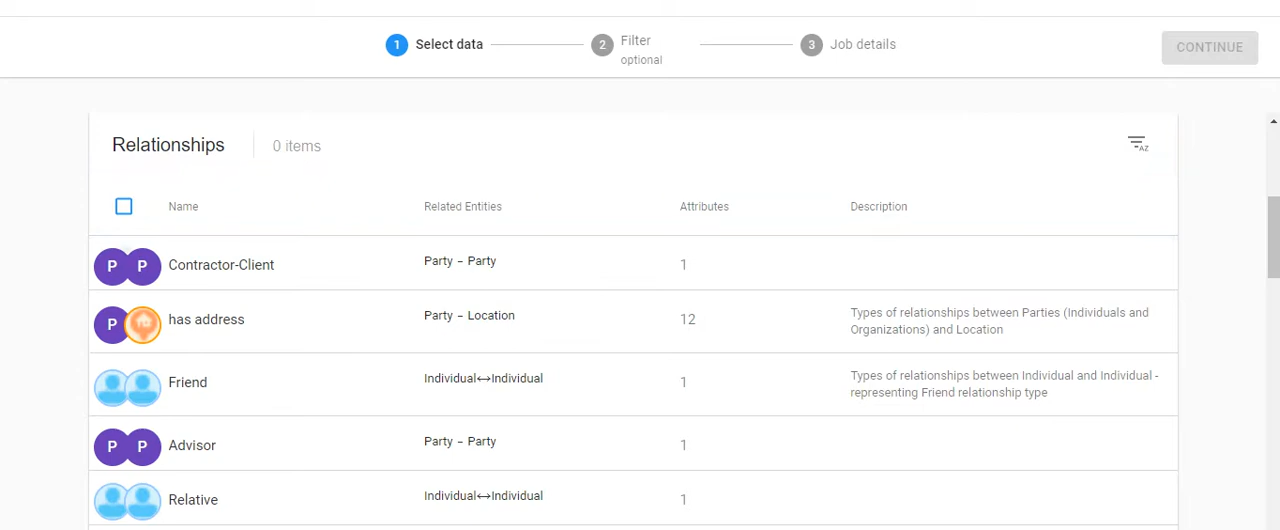 1 Select data
2 Filter
optional
3 Job details
CONTINUE
Relationships
0 items
AZ
Name Related Entities Attributes Description
P P Contractor-Client Party – Party 1
P has address Party – Location 12 Types of relationships between Parties (Individuals and
Organizations) and Location
Friend Individual↔Individual 1 Types of relationships between Individual and Individual -
representing Friend relationship type
P P Advisor Party – Party 1
Relative Individual↔Individual 1